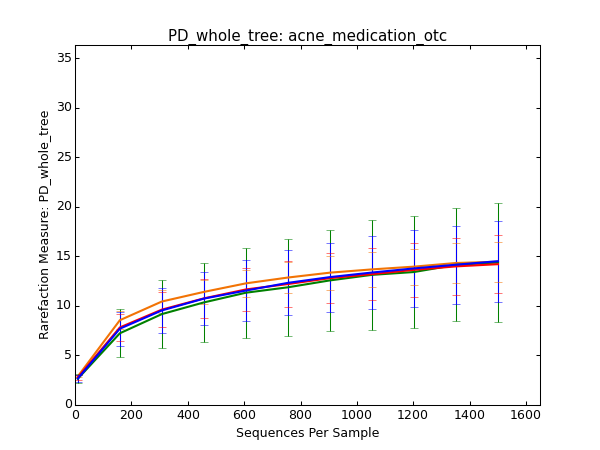 PD_whole_tree: acne_medication_otc
35
30
25
20
15
10
5
0
Rarefaction Measure: PD_whole_tree
0 200 400 600 800 1000 1200 1400 1600
Sequences Per Sample